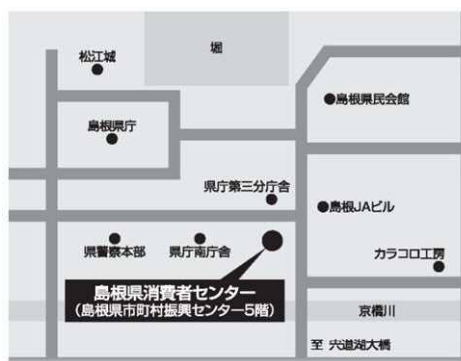 堀
松江城
島根県民会館
島根県庁
県庁第三分庁舎
島根JAビル
県警察本部
県庁南庁舎
カラコロ工房
島根県消費者センター
(島根県市町村振興センター5階)
京橋川
至 宍道湖大橋